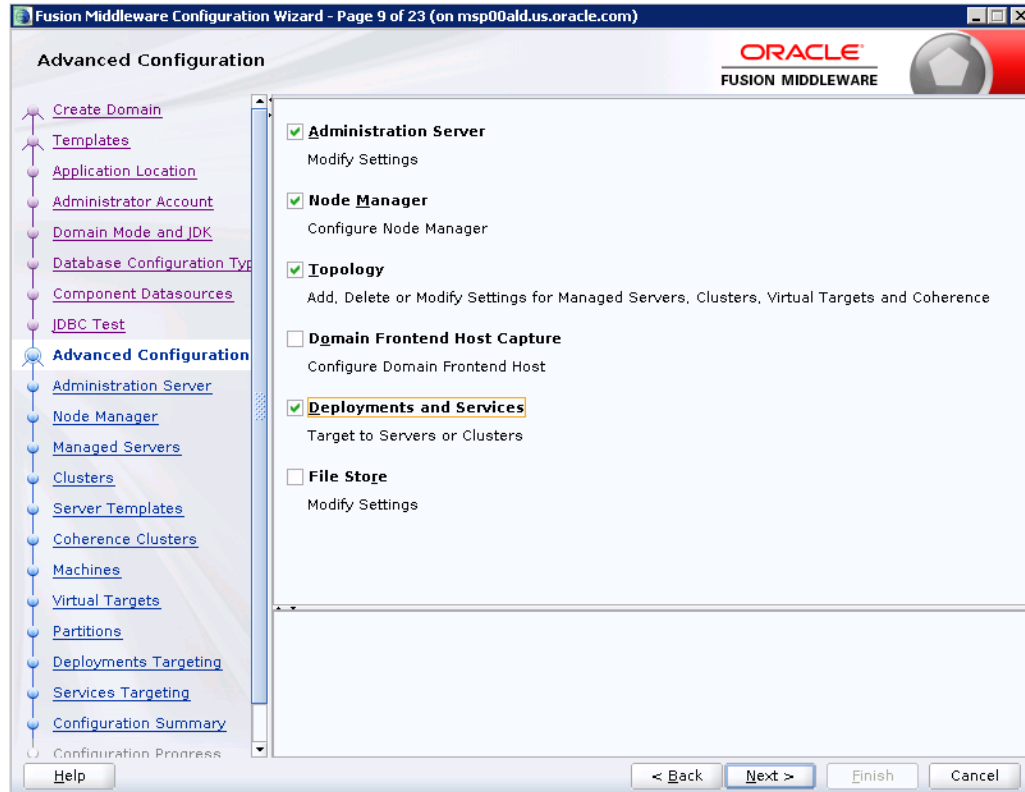 Fusion Middleware Configuration Wizard - Page 9 of 23 (on msp00ald.us.oracle.com)
Advanced Configuration
ORACLE
FUSION MIDDLEWARE
Create Domain
Templates
Application Location
Administrator Account
Domain Mode and JDK
Database Configuration Typ
Component Datasources
JDBC Test
Advanced Configuration
Administration Server
Node Manager
Managed Servers
Clusters
Server Templates
Coherence Clusters
Machines
Virtual Targets
Partitions
Deployments Targeting
Services Targeting
Configuration Summary
Configuration Progress
Administration Server
Modify Settings
Node Manager
Configure Node Manager
Topology
Add, Delete or Modify Settings for Managed Servers, Clusters, Virtual Targets and Coherence
Domain Frontend Host Capture
Configure Domain Frontend Host
Deployments and Services
Target to Servers or Clusters
File Store
Modify Settings
Help
< Back
Next >
Finish
Cancel